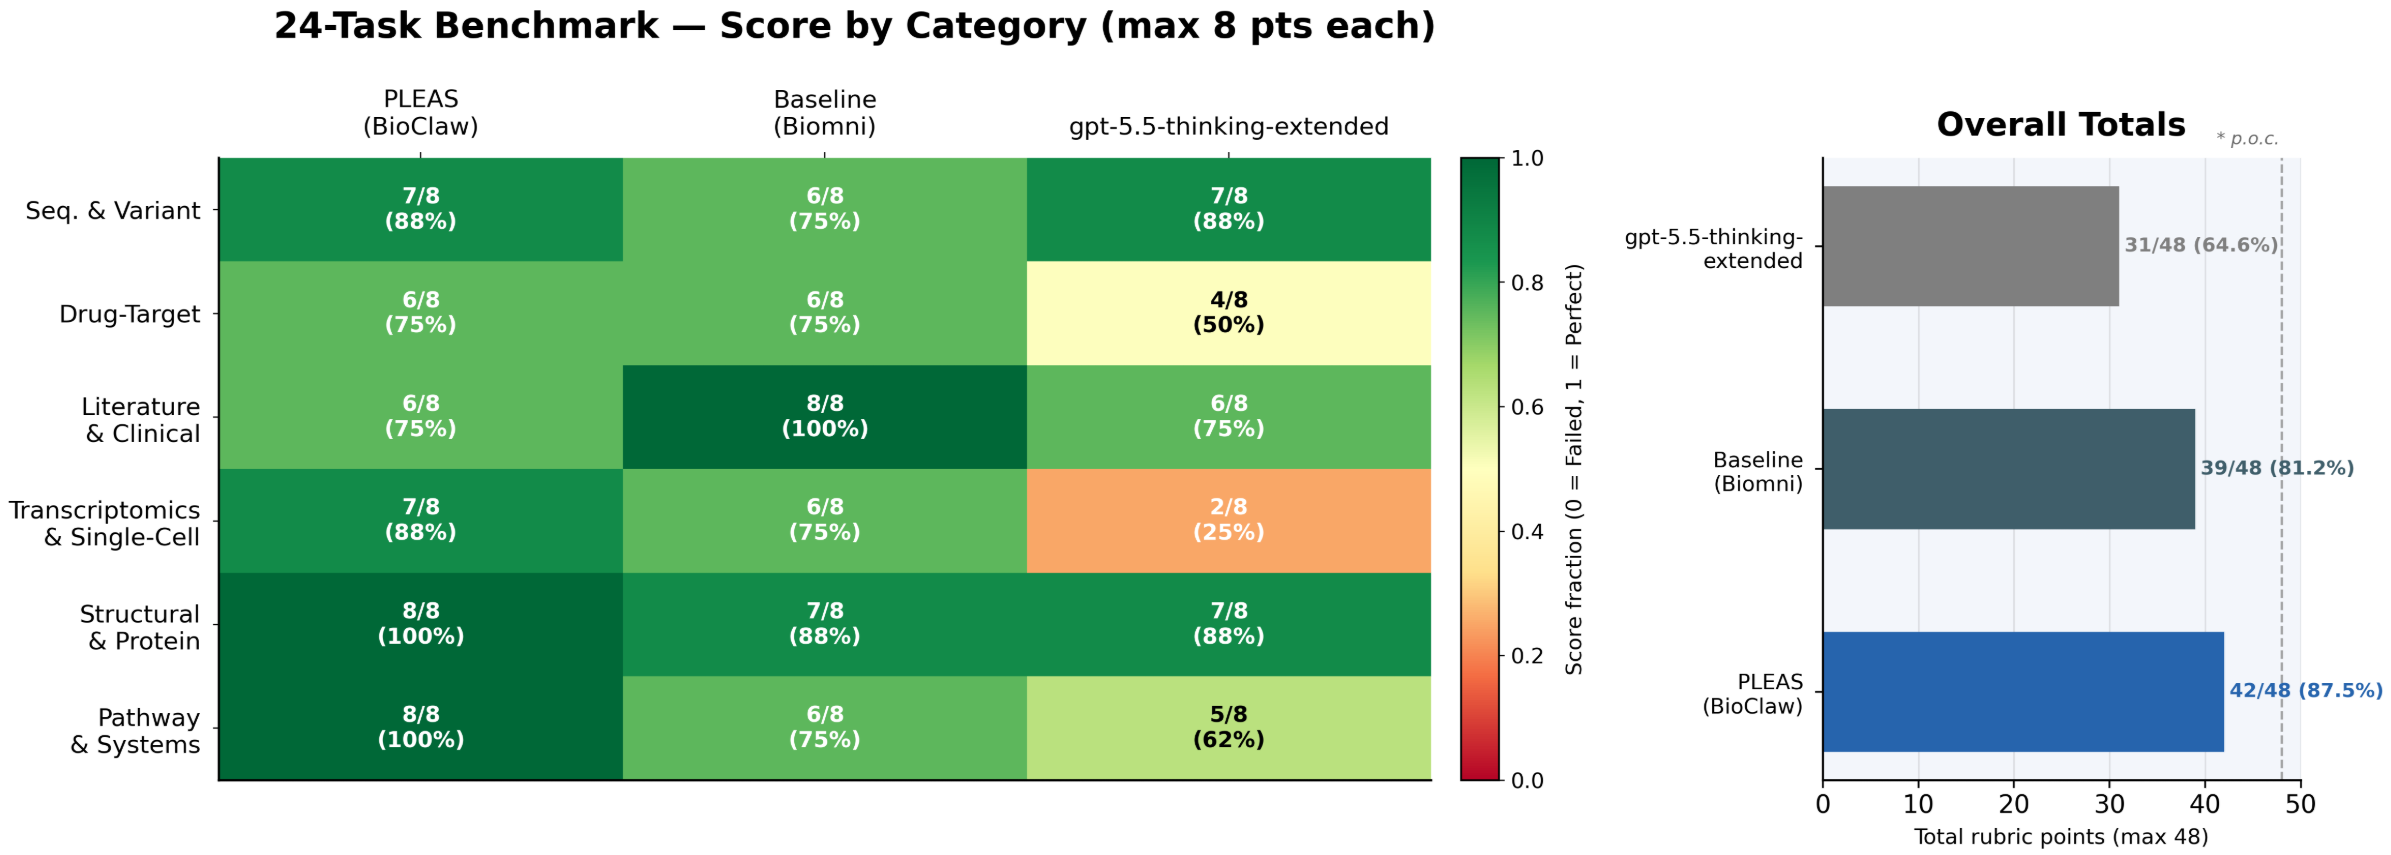 24-Task Benchmark — Score by Category (max 8 pts each)
PLEAS
(BioClaw)
Baseline
(Biomni)
gpt-5.5-thinking-extended
Seq. & Variant
7/8
(88%)
6/8
(75%)
7/8
(88%)
Drug-Target
6/8
(75%)
6/8
(75%)
4/8
(50%)
Literature
& Clinical
6/8
(75%)
8/8
(100%)
6/8
(75%)
Transcriptomics
& Single-Cell
7/8
(88%)
6/8
(75%)
2/8
(25%)
Structural
& Protein
8/8
(100%)
7/8
(88%)
7/8
(88%)
Pathway
& Systems
8/8
(100%)
6/8
(75%)
5/8
(62%)
1.0
0.8
0.6
0.4
0.2
0.0
Score fraction (0 = Failed, 1 = Perfect)
Overall Totals
* p.o.c.
gpt-5.5-thinking-
extended
31/48 (64.6%)
Baseline
(Biomni)
39/48 (81.2%)
PLEAS
(BioClaw)
42/48 (87.5%)
0 10 20 30 40 50
Total rubric points (max 48)